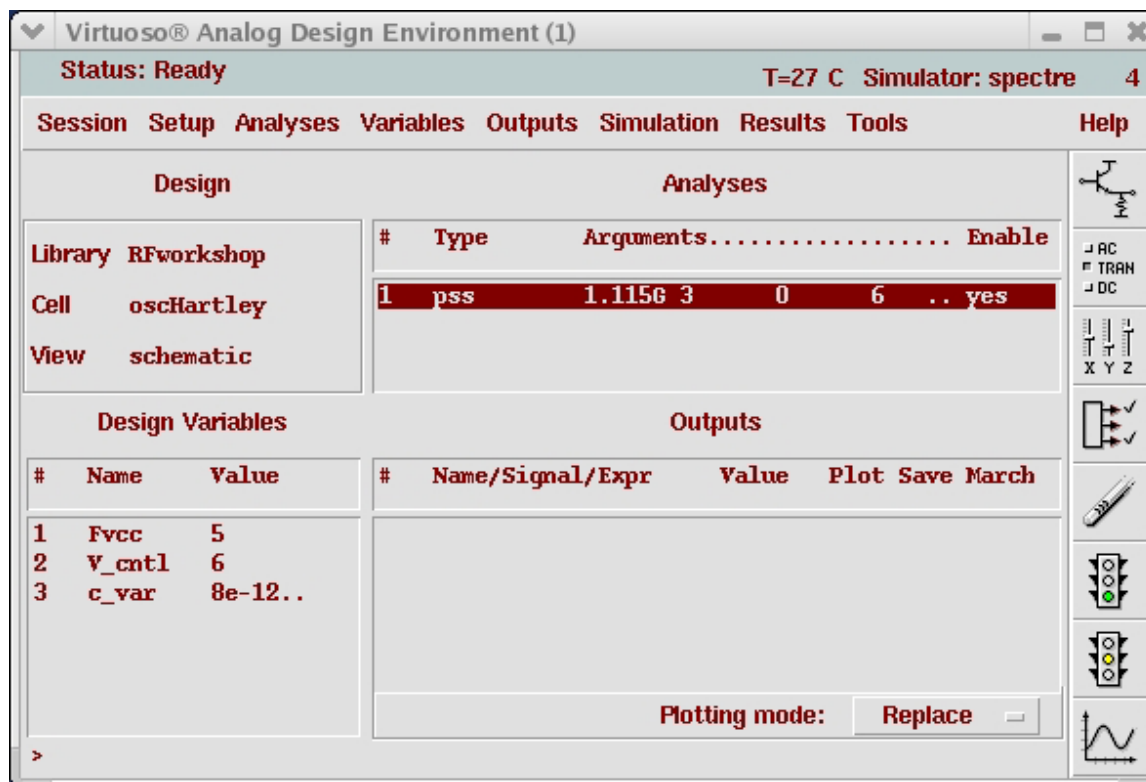 Virtuoso® Analog Design Environment (1)
Status: Ready T=27 C Simulator: spectre 4
Session Setup Analyses Variables Outputs Simulation Results Tools Help
Design
Library RFworkshop
Cell oscHartley
View schematic
Analyses
# Type Arguments................... Enable
1 pss 1.115G 3 0 6 .. yes
Design Variables
# Name Value
1 Fvcc 5
2 V_cntl 6
3 c_var 8e-12..
Outputs
# Name/Signal/Expr Value Plot Save March
Plotting mode: Replace
>
AC
TRAN
DC
X Y Z